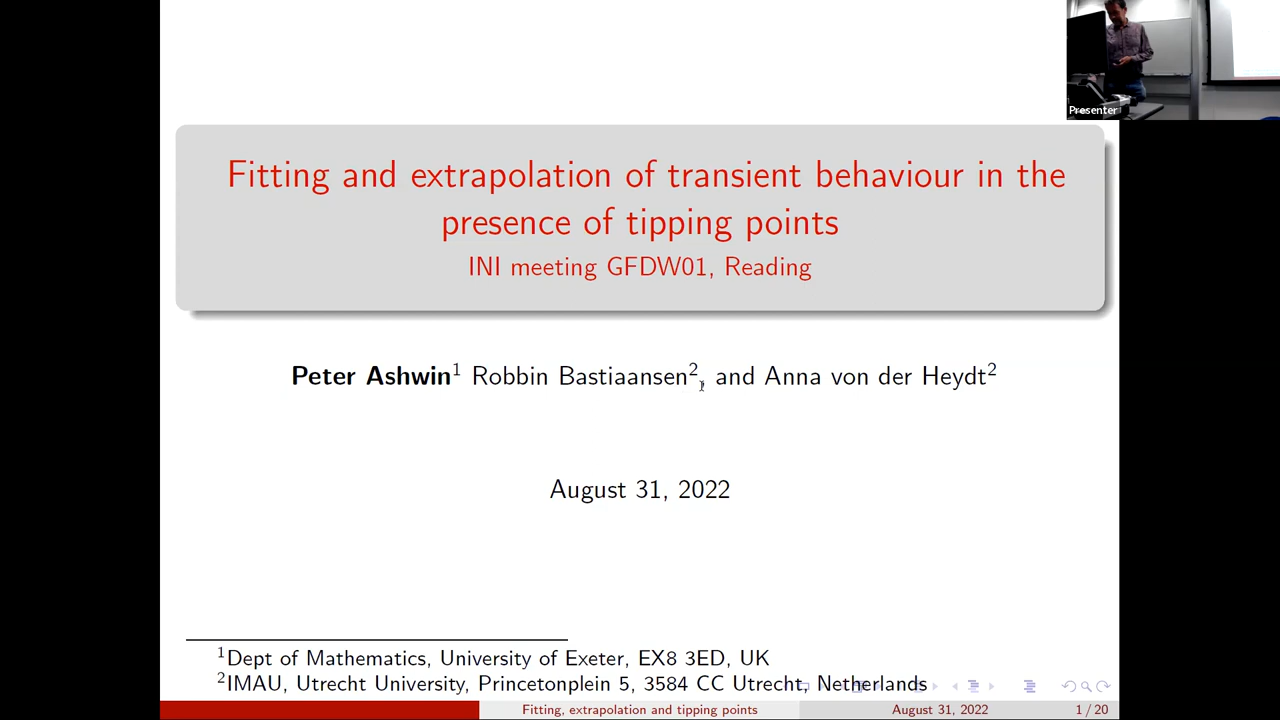 Presenter
Fitting and extrapolation of transient behaviour in the
presence of tipping points
INI meeting GFDW01, Reading
Peter Ashwin¹ Robbin Bastiaansen², and Anna von der Heydt²
August 31, 2022
¹Dept of Mathematics, University of Exeter, EX8 3ED, UK
²IMAU, Utrecht University, Princetonplein 5, 3584 CC Utrecht, Netherlands
Fitting, extrapolation and tipping points August 31, 2022 1 / 20